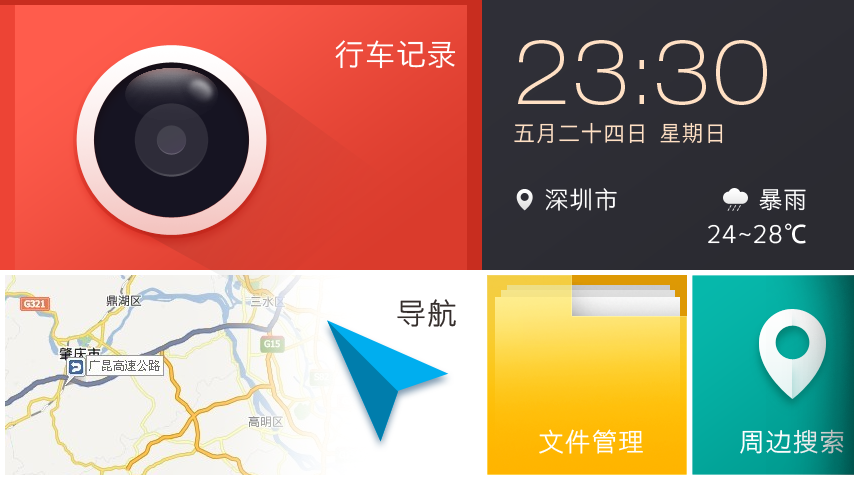 行车记录
23:30
五月二十四日 星期日
深圳市 暴雨
24~28℃
导航
G321
鼎湖区
三水区
G15
肇庆市
广昆高速公路
高明区
文件管理
周边搜索